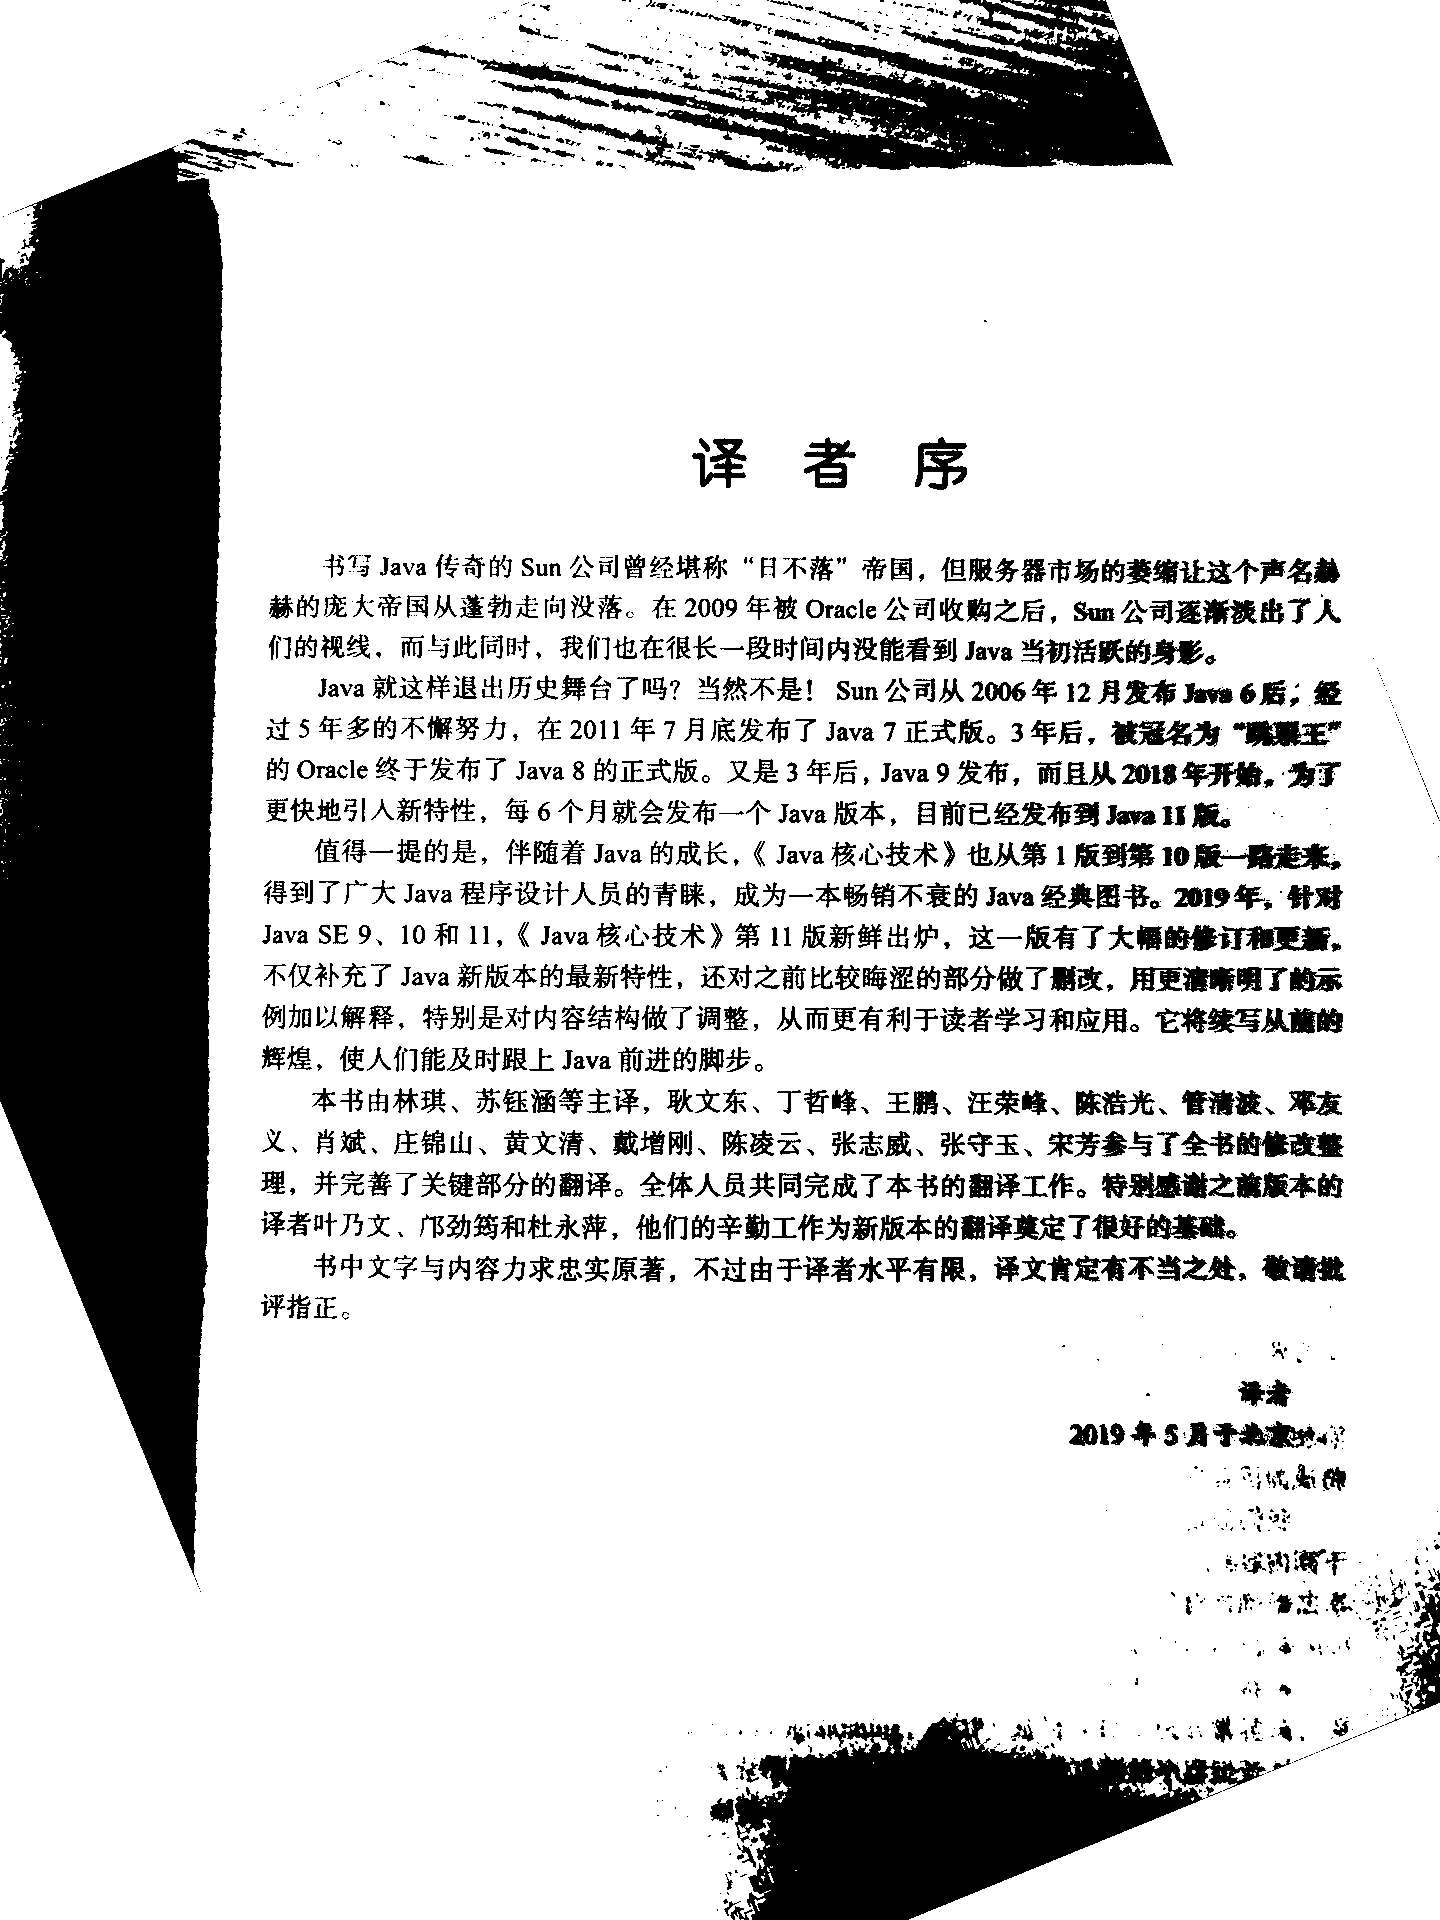 译者序
书写 Java 传奇的 Sun 公司曾经堪称“日不落”帝国，但服务器市场的萎缩让这个声名赫
赫的庞大帝国从蓬勃走向没落。在 2009 年被 Oracle 公司收购之后，Sun 公司逐渐淡出了人
们的视线，而与此同时，我们也在很长一段时间内没能看到 Java 当初活跃的身影。
Java 就这样退出历史舞台了吗？当然不是！Sun 公司从 2006 年 12 月发布 Java 6 后，经
过 5 年多的不懈努力，在 2011 年 7 月底发布了 Java 7 正式版。3 年后，被冠名为“跳票王”
的 Oracle 终于发布了 Java 8 的正式版。又是 3 年后，Java 9 发布，而且从 2018 年开始，为了
更快地引入新特性，每 6 个月就会发布一个 Java 版本，目前已经发布到 Java 11 版。
值得一提的是，伴随着 Java 的成长，《Java 核心技术》也从第 1 版到第 10 版一路走来，
得到了广大 Java 程序设计人员的青睐，成为一本畅销不衰的 Java 经典图书。2019 年，针对
Java SE 9、10 和 11，《Java 核心技术》第 11 版新鲜出炉，这一版有了大幅的修订和更新，
不仅补充了 Java 新版本的最新特性，还对之前比较晦涩的部分做了删改，用更清晰明了的示
例加以解释，特别是对内容结构做了调整，从而更有利于读者学习和应用。它将续写从前的
辉煌，使人们能及时跟上 Java 前进的脚步。
本书由林琪、苏钰涵等主译，耿文东、丁哲峰、王鹏、汪荣峰、陈浩光、管清波、邓友
义、肖斌、庄锦山、黄文清、戴增刚、陈凌云、张志威、张守玉、宋芳参与了全书的修改整
理，并完善了关键部分的翻译。全体人员共同完成了本书的翻译工作。特别感谢之前版本的
译者叶乃文、邝劲筠和杜永萍，他们的辛勤工作为新版本的翻译奠定了很好的基础。
书中文字与内容力求忠实原著，不过由于译者水平有限，译文肯定有不当之处，敬请批
评指正。
译者
2019 年 5 月于北京